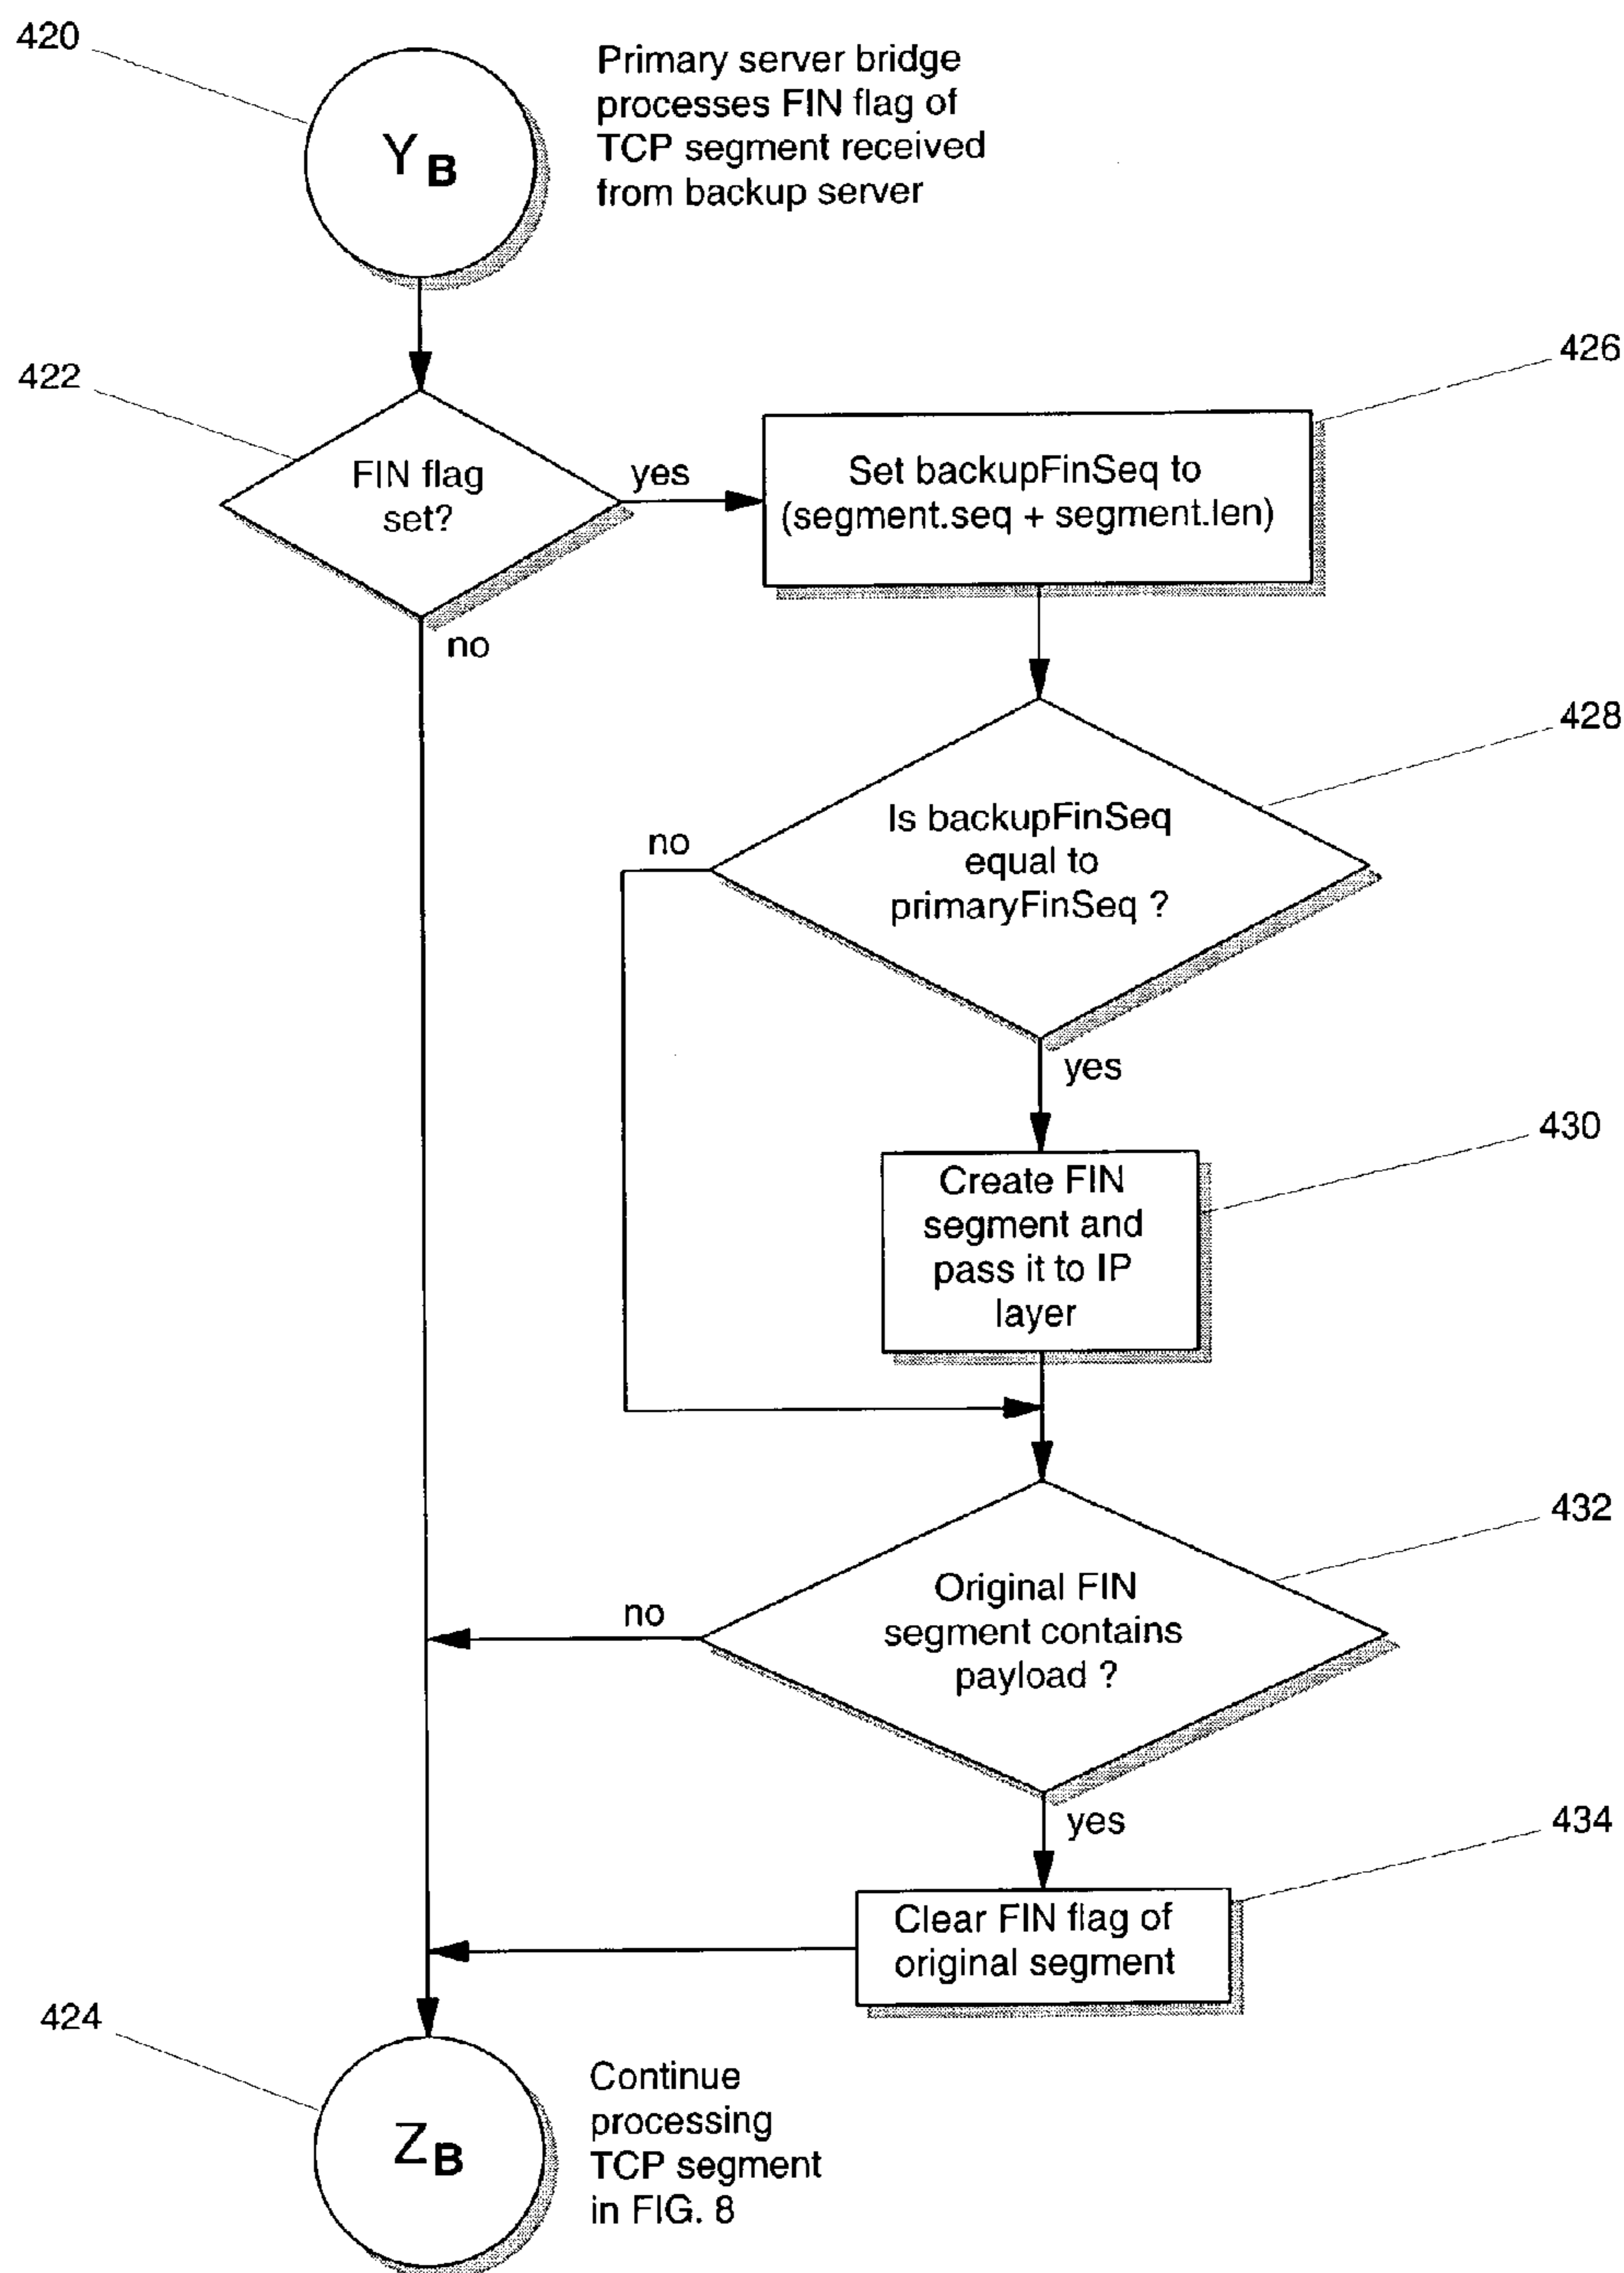 420
Primary server bridge
processes FIN flag of
TCP segment received
from backup server
YB
422
FIN flag
set?
yes
no
426
Set backupFinSeq to
(segment.seq + segment.len)
428
Is backupFinSeq
equal to
primaryFinSeq ?
no
yes
430
Create FIN
segment and
pass it to IP
layer
432
Original FIN
segment contains
payload ?
no
yes
434
Clear FIN flag of
original segment
424
ZB
Continue
processing
TCP segment
in FIG. 8